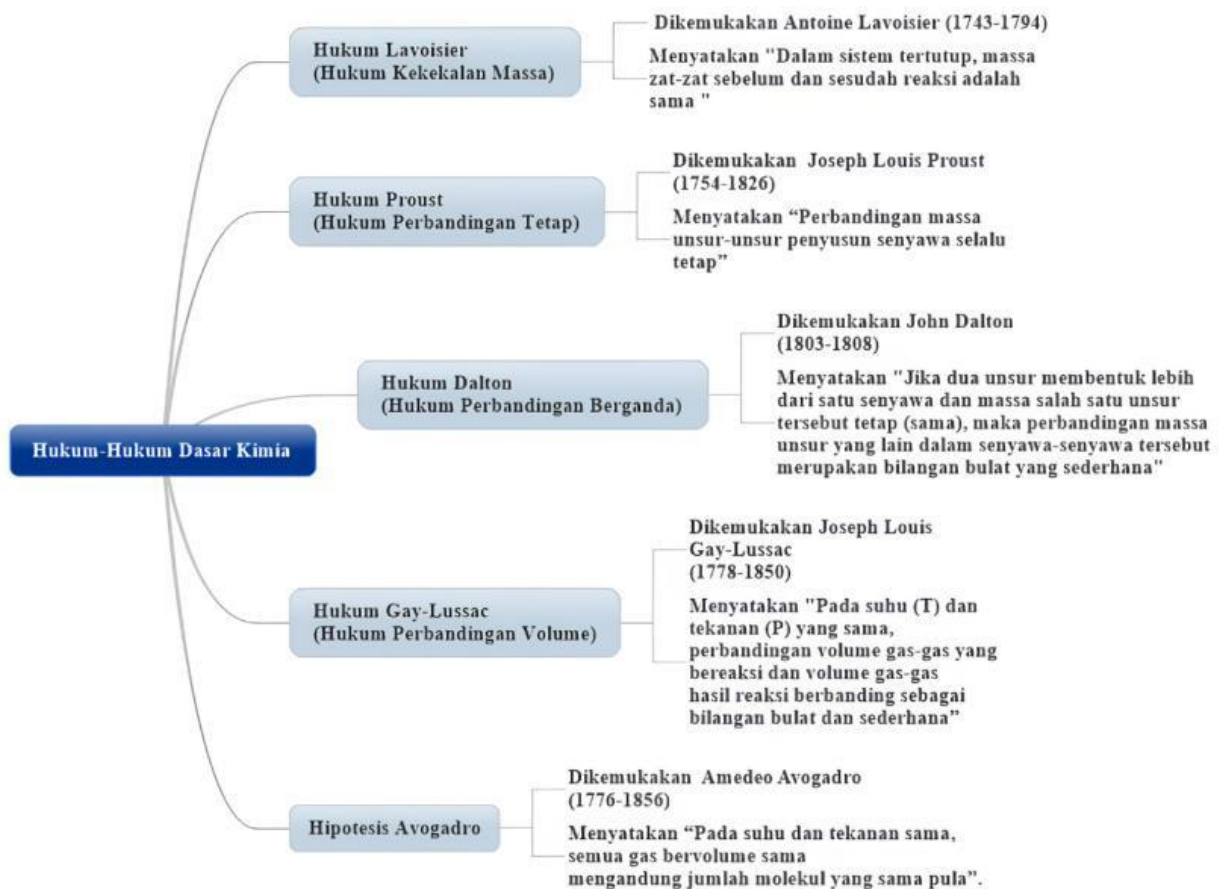 Hukum-Hukum Dasar Kimia
Hukum Lavoisier
(Hukum Kekekalan Massa)
Dikemukakan Antoine Lavoisier (1743-1794)
Menyatakan "Dalam sistem tertutup, massa
zat-zat sebelum dan sesudah reaksi adalah
sama "
Hukum Proust
(Hukum Perbandingan Tetap)
Dikemukakan  Joseph Louis Proust
(1754-1826)
Menyatakan “Perbandingan massa
unsur-unsur penyusun senyawa selalu
tetap”
Hukum Dalton
(Hukum Perbandingan Berganda)
Dikemukakan John Dalton
(1803-1808)
Menyatakan "Jika dua unsur membentuk lebih
dari satu senyawa dan massa salah satu unsur
tersebut tetap (sama), maka perbandingan massa
unsur yang lain dalam senyawa-senyawa tersebut
merupakan bilangan bulat yang sederhana"
Hukum Gay-Lussac
(Hukum Perbandingan Volume)
Dikemukakan Joseph Louis
Gay-Lussac
(1778-1850)
Menyatakan "Pada suhu (T) dan
tekanan (P) yang sama,
perbandingan volume gas-gas yang
bereaksi dan volume gas-gas
hasil reaksi berbanding sebagai
bilangan bulat dan sederhana”
Hipotesis Avogadro
Dikemukakan  Amedeo Avogadro
(1776-1856)
Menyatakan “Pada suhu dan tekanan sama,
semua gas bervolume sama
mengandung jumlah molekul yang sama pula”.